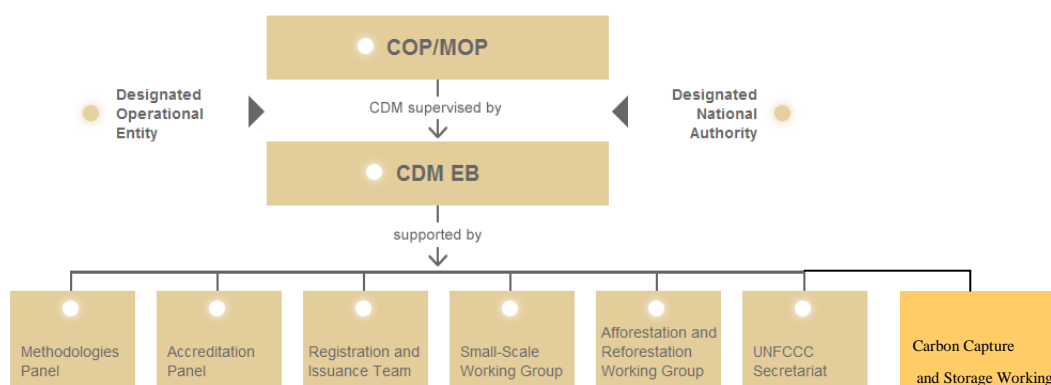 COP/MOP
Designated
Operational
Entity
CDM supervised by
Designated
National
Authority
CDM EB
supported by
Methodologies
Panel
Accreditation
Panel
Registration and
Issuance Team
Small-Scale
Working Group
Afforestation and
Reforestation
Working Group
UNFCCC
Secretariat
Carbon Capture
and Storage Working